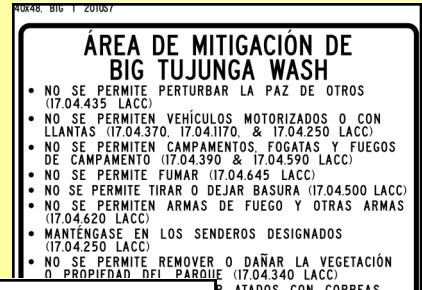 40X48, BIG T 2010S7
ÁREA DE MITIGACIÓN DE
BIG TUJUNGA WASH
• NO SE PERMITE PERTURBAR LA PAZ DE OTROS
(17.04.435 LACC)
• NO SE PERMITEN VEHÍCULOS MOTORIZADOS O CON
LLANTAS (17.04.370, 17.04.1170, & 17.04.250 LACC)
• NO SE PERMITEN CAMPAMENTOS, FOGATAS Y FUEGOS
DE CAMPAMENTO (17.04.390 & 17.04.590 LACC)
• NO SE PERMITE FUMAR (17.04.645 LACC)
• NO SE PERMITE TIRAR O DEJAR BASURA (17.04.500 LACC)
• NO SE PERMITEN ARMAS DE FUEGO Y OTRAS ARMAS
(17.04.620 LACC)
• MANTÉNGASE EN LOS SENDEROS DESIGNADOS
(17.04.250 LACC)
• NO SE PERMITE REMOVER O DAÑAR LA VEGETACIÓN
O PROPIEDAD DEL PARQUE (17.04.340 LACC)
ATADOS CON CORREAS